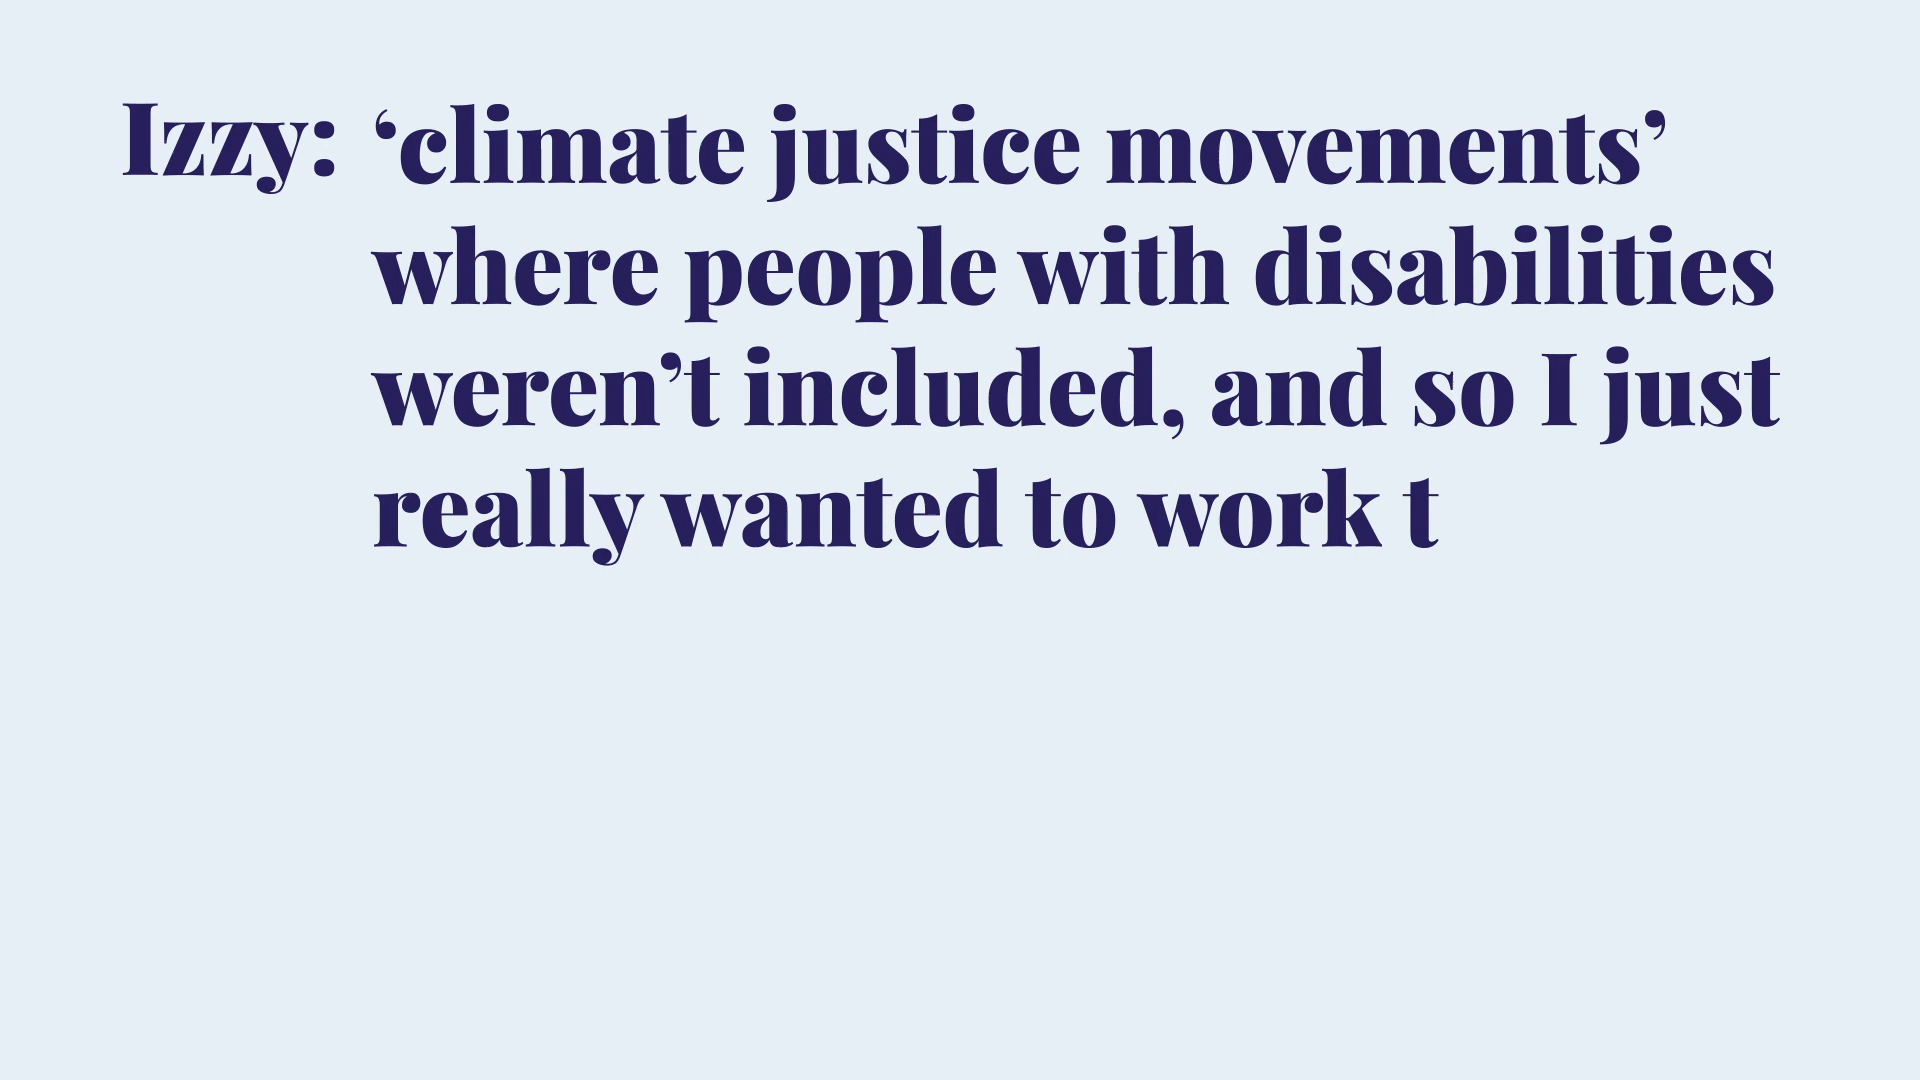 Izzy: ‘climate justice movements’
where people with disabilities
weren’t included, and so I just
really wanted to work t